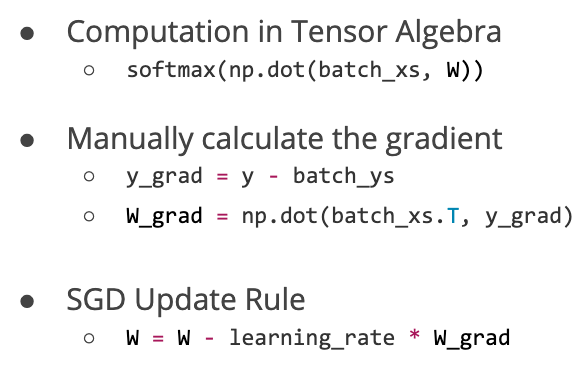 ● Computation in Tensor Algebra
○ softmax(np.dot(batch_xs, W))
● Manually calculate the gradient
○ y_grad = y - batch_ys
○ W_grad = np.dot(batch_xs.T, y_grad)
● SGD Update Rule
○ W = W - learning_rate * W_grad